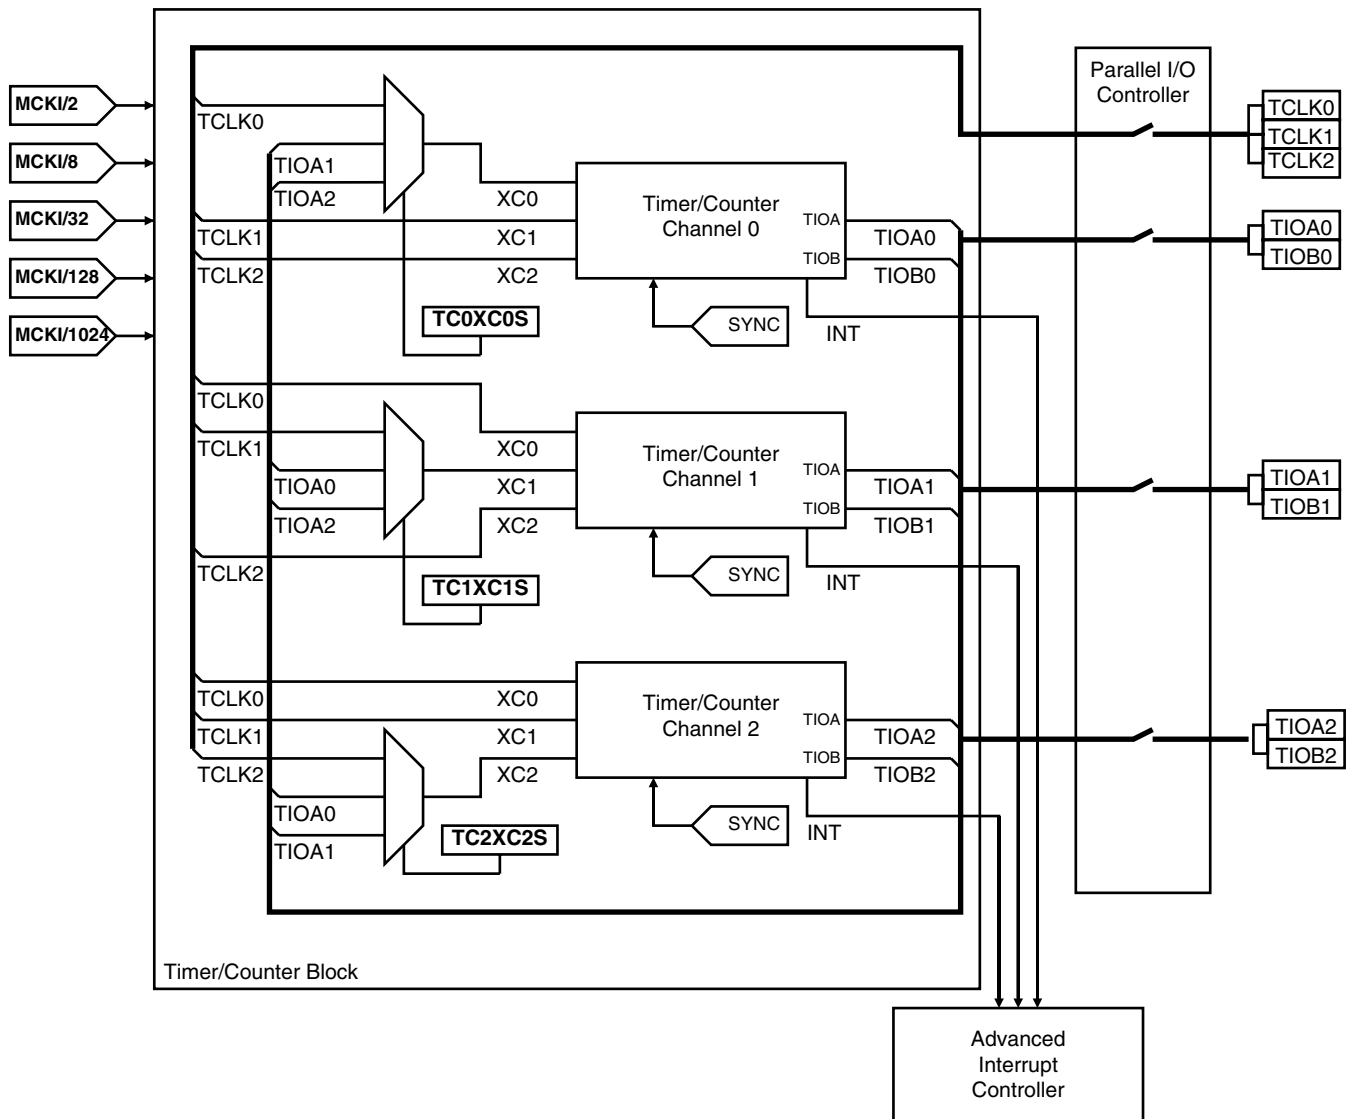 MCKI/2
MCKI/8
MCKI/32
MCKI/128
MCKI/1024
TCLK0
TIOA1
TIOA2
TCLK1
TCLK2
XC0
XC1
XC2
Timer/Counter
Channel 0
TIOA
TIOB
TIOA0
TIOB0
TC0XC0S
SYNC
INT
TCLK0
TCLK1
TIOA0
TIOA2
TCLK2
XC0
XC1
XC2
Timer/Counter
Channel 1
TIOA
TIOB
TIOA1
TIOB1
TC1XC1S
SYNC
INT
TCLK0
TCLK1
TCLK2
TIOA0
TIOA1
XC0
XC1
XC2
Timer/Counter
Channel 2
TIOA
TIOB
TIOA2
TIOB2
TC2XC2S
SYNC
INT
Timer/Counter Block
Parallel I/O
Controller
TCLK0
TCLK1
TCLK2
TIOA0
TIOB0
TIOA1
TIOB1
TIOA2
TIOB2
Advanced
Interrupt
Controller